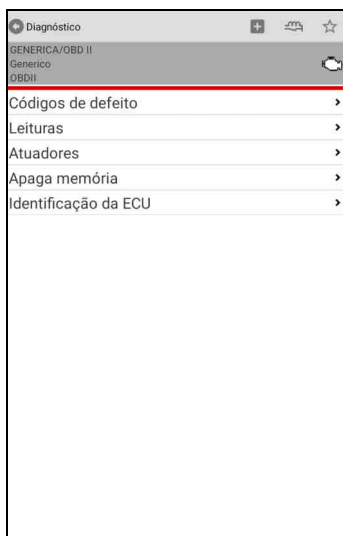 Diagnóstico
GENERICA/OBD II
Generico
OBDII
Códigos de defeito
Leituras
Atuadores
Apaga memória
Identificação da ECU